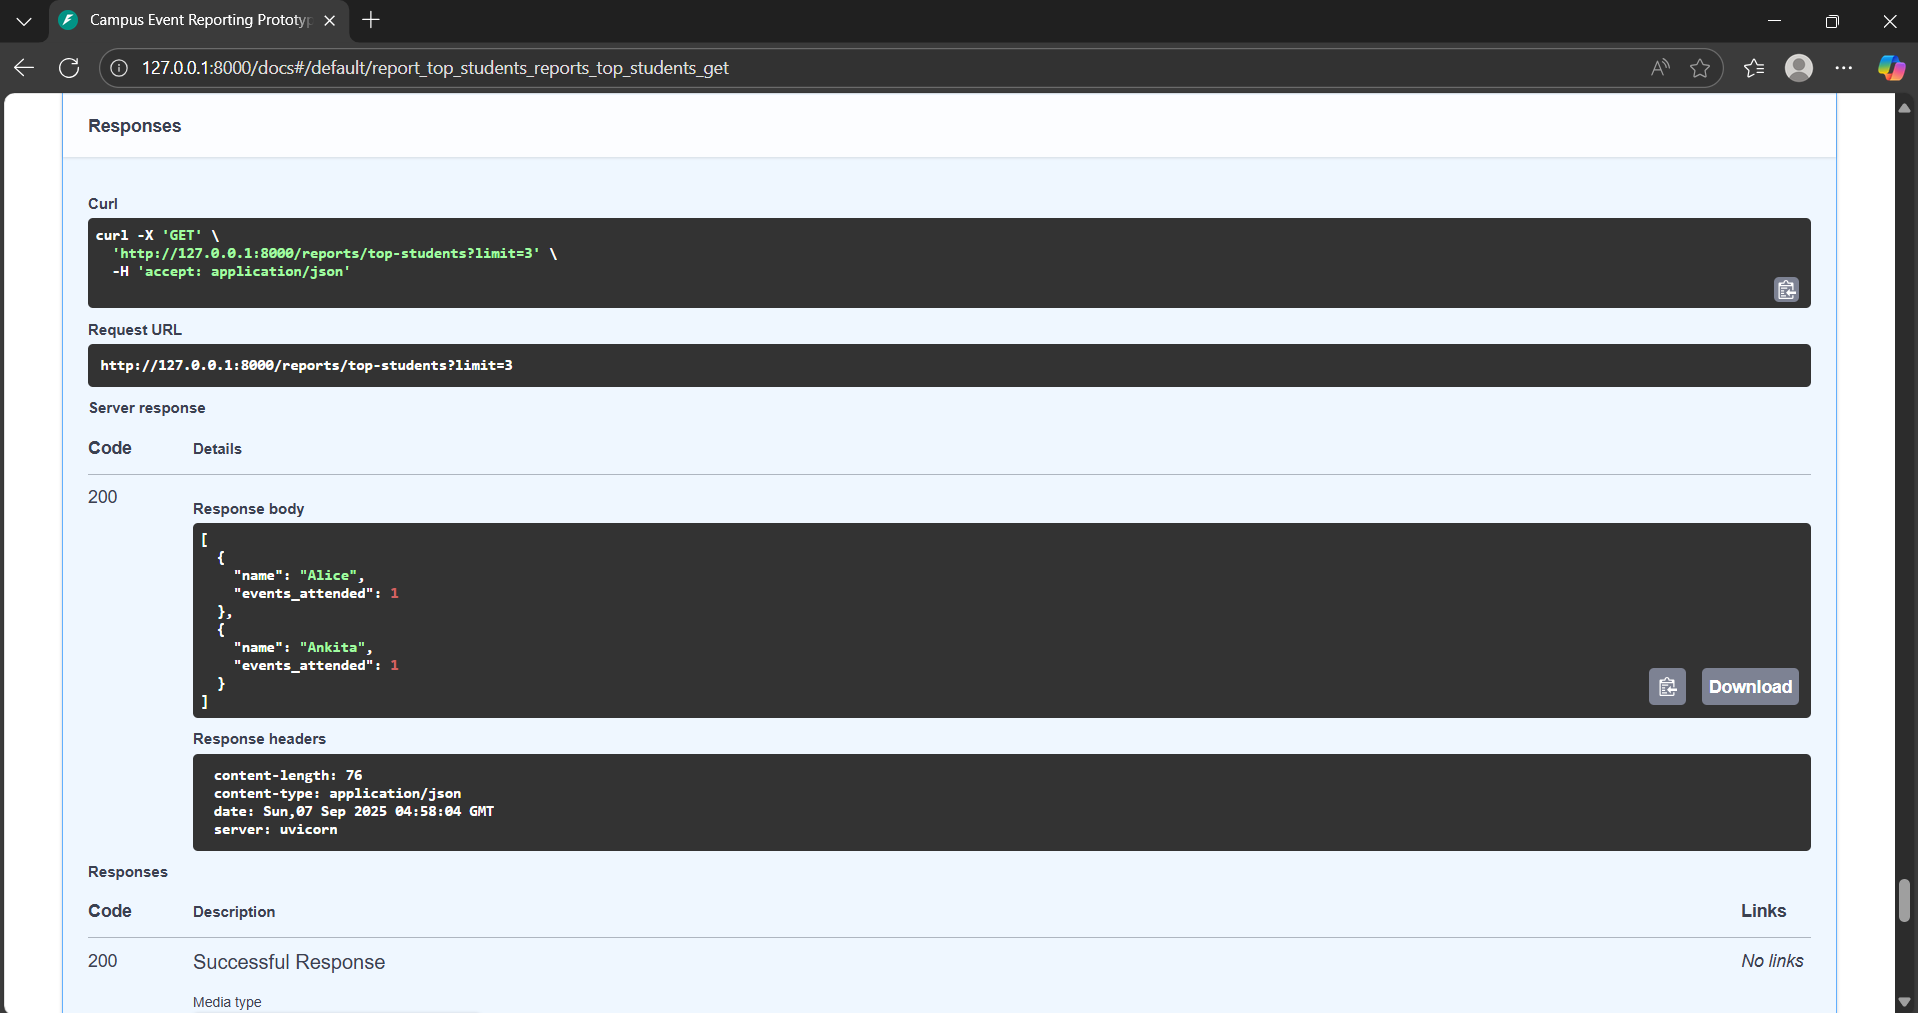 Campus Event Reporting Prototyp
127.0.0.1:8000/docs#/default/report_top_students_reports_top_students_get
Responses
Curl
curl -X 'GET' \
  'http://127.0.0.1:8000/reports/top-students?limit=3' \
  -H 'accept: application/json'
Request URL
http://127.0.0.1:8000/reports/top-students?limit=3
Server response
Code Details
200
Response body
[
  {
    "name": "Alice",
    "events_attended": 1
  },
  {
    "name": "Ankita",
    "events_attended": 1
  }
]
Download
Response headers
content-length: 76
content-type: application/json
date: Sun,07 Sep 2025 04:58:04 GMT
server: uvicorn
Responses
Code Description Links
200 Successful Response No links
Media type